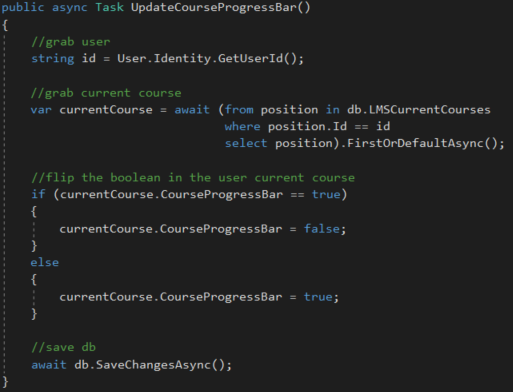 public async Task UpdateCourseProgressBar()
{
    //grab user
    string id = User.Identity.GetUserId();

    //grab current course
    var currentCourse = await (from position in db.LMSCurrentCourses
                               where position.Id == id
                               select position).FirstOrDefaultAsync();

    //flip the boolean in the user current course
    if (currentCourse.CourseProgressBar == true)
    {
        currentCourse.CourseProgressBar = false;
    }
    else
    {
        currentCourse.CourseProgressBar = true;
    }

    //save db
    await db.SaveChangesAsync();
}